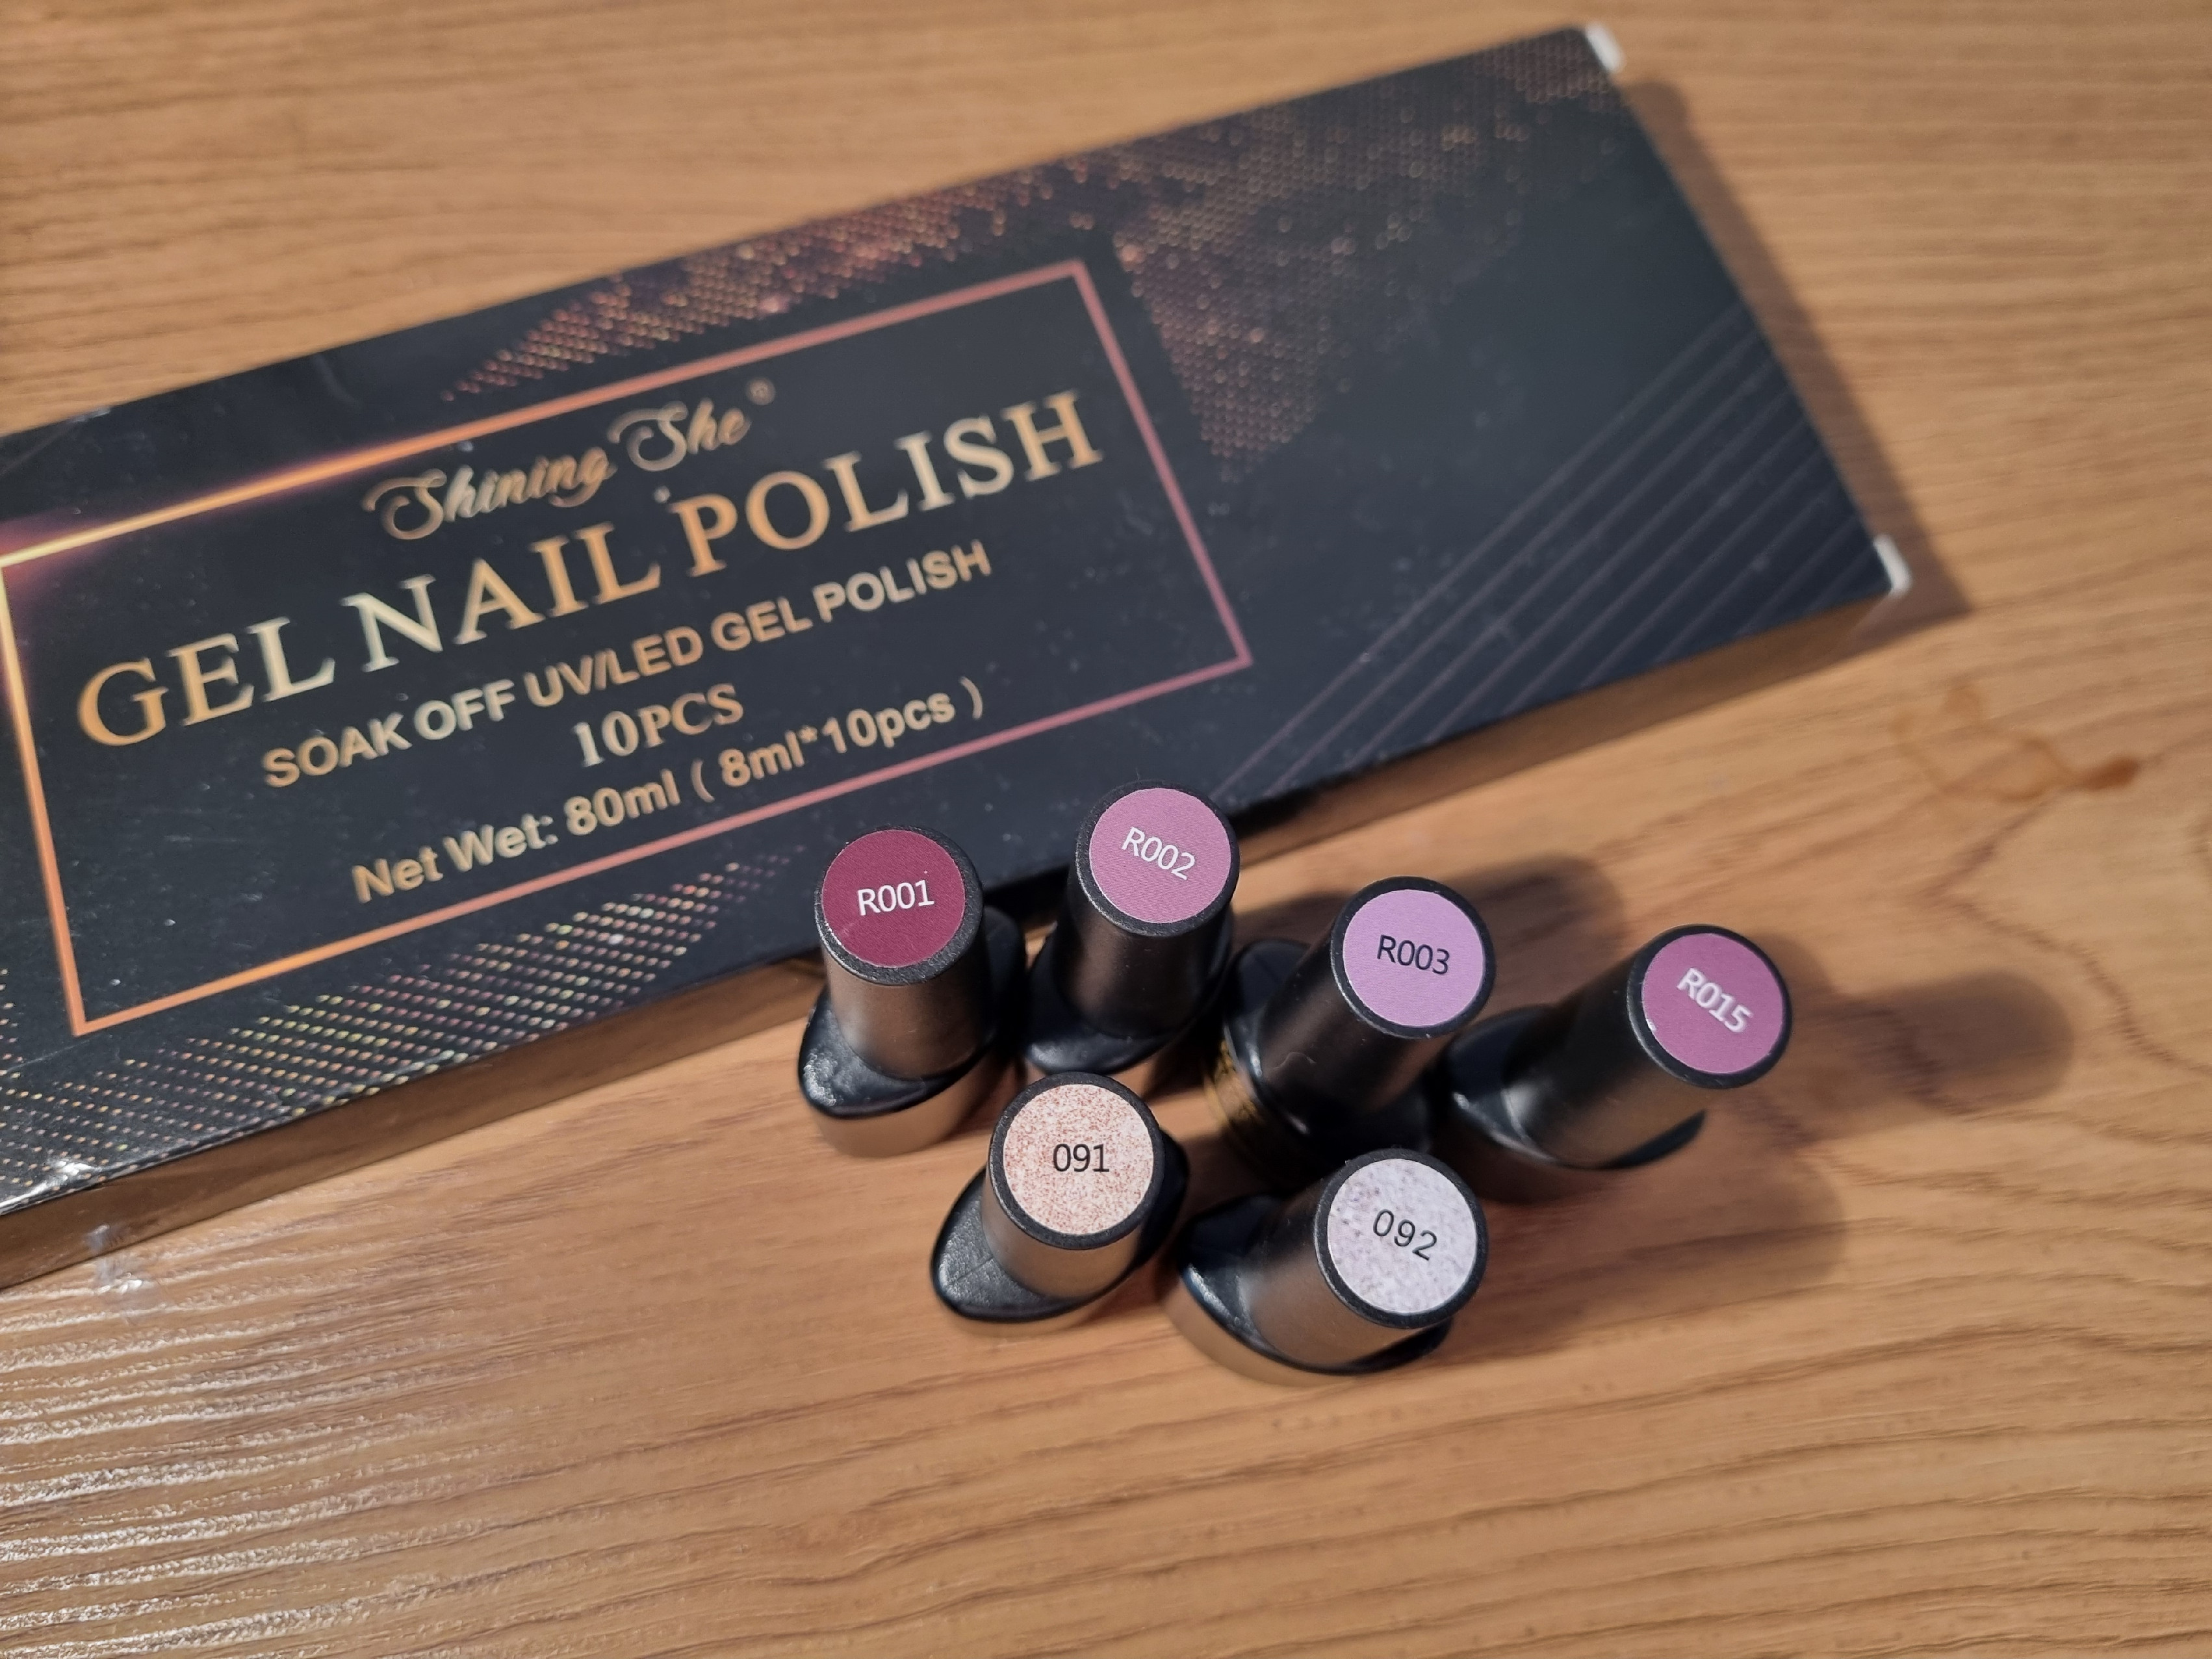 Shining She®
GEL NAIL POLISH
SOAK OFF UV/LED GEL POLISH
10PCS
Net Wet: 80ml ( 8ml*10pcs )
R001
R002
R003
R015
091
092